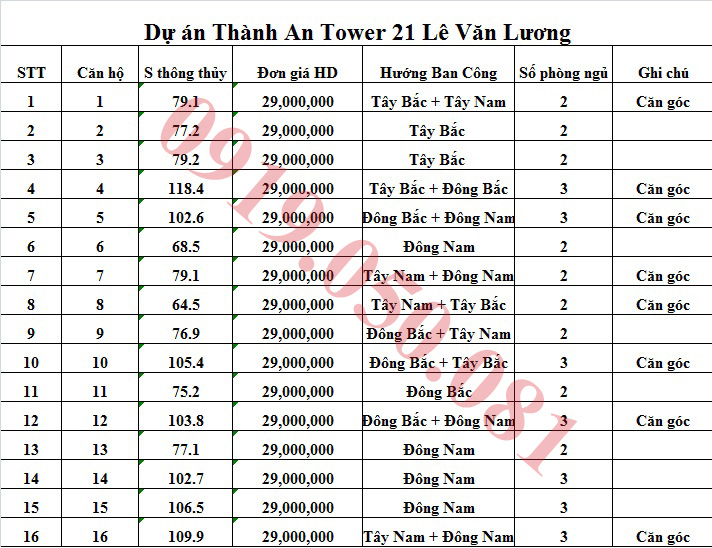 Dự án Thành An Tower 21 Lê Văn Lương
STT Căn hộ S thông thủy Đơn giá HD Hướng Ban Công Số phòng ngủ Ghi chú
1 1 79.1 29,000,000 Tây Bắc + Tây Nam 2 Căn góc
2 2 77.2 29,000,000 Tây Bắc 2
3 3 79.2 29,000,000 Tây Bắc 2
4 4 118.4 29,000,000 Tây Bắc + Đông Bắc 3 Căn góc
5 5 102.6 29,000,000 Đông Bắc + Đông Nam 3 Căn góc
6 6 68.5 29,000,000 Đông Nam 2
7 7 79.1 29,000,000 Tây Nam + Đông Nam 2 Căn góc
8 8 64.5 29,000,000 Tây Nam + Tây Bắc 2 Căn góc
9 9 76.9 29,000,000 Đông Bắc + Tây Nam 2
10 10 105.4 29,000,000 Đông Bắc + Tây Bắc 3 Căn góc
11 11 75.2 29,000,000 Đông Bắc 2
12 12 103.8 29,000,000 Đông Bắc + Đông Nam 3 Căn góc
13 13 77.1 29,000,000 Đông Nam 2
14 14 102.7 29,000,000 Đông Nam 3
15 15 106.5 29,000,000 Đông Nam 3
16 16 109.9 29,000,000 Tây Nam + Đông Nam 3 Căn góc
0919.050.081